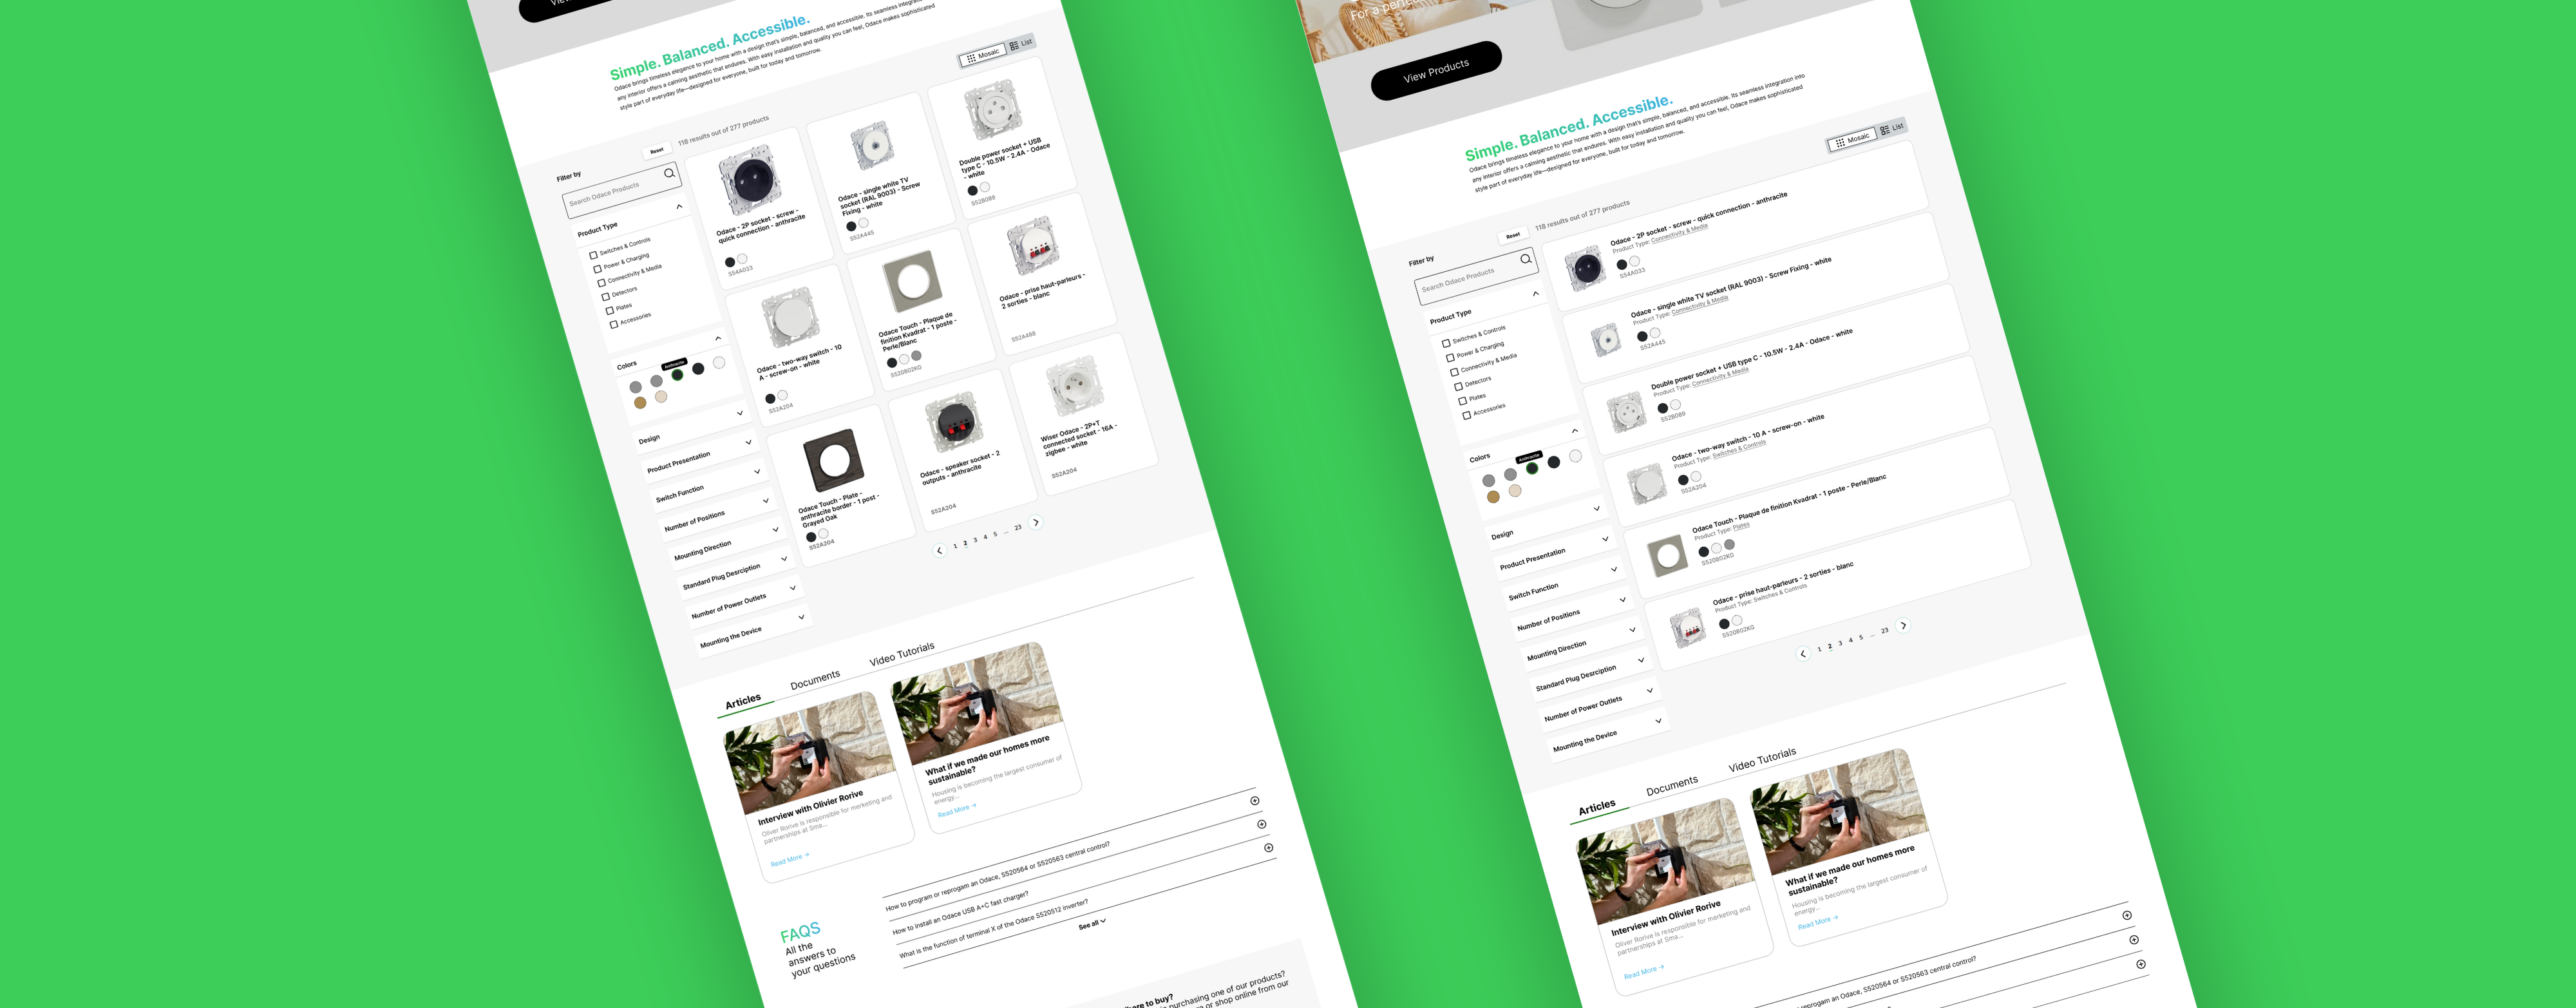 Simple. Balanced. Accessible.
Odace brings timeless elegance to your home with a design that's simple, balanced, and accessible. Its seamless
any interior offers a calming aesthetic that endures. With easy installation and quality you can feel, Odace makes sophisticated
style part of everyday life—designed for everyone, built for today and tomorrow.
Mosaic
List
Filter by
Reset
118 results out of 277 products
Search Odace Products
Product Type
Switches & Controls
Power & Charging
Connectivity & Media
Detectors
Plates
Accessories
Colors
Anthracite
Design
Product Presentation
Switch Function
Number of Positions
Mounting Direction
Standard Plug Desrciption
Number of Power Outlets
Mounting the Device
Odace - 2P socket - screw -
quick connection - anthracite
S54A033
Odace - single white TV
socket (RAL 9003) - Screw
Fixing - white
S52A445
Double power socket + USB
type C - 10.5W - 2.4A - Odace
- white
S52B089
Odace - two-way switch - 10
A - screw-on - white
S52A204
Odace Touch - Plaque de
finition Kvadrat - 1 poste -
Perle/Blanc
S520802KG
Odace - prise haut-parleurs -
2 sorties - blanc
S52A488
Odace Touch - Plate -
anthracite border - 1 post -
Grayed Oak
S52A204
Odace - speaker socket - 2
outputs - anthracite
S52A204
Wiser Odace - 2P+T
connected socket - 16A -
zigbee - white
S52A204
1 2 3 4 5 ... 23
Articles
Documents
Video Tutorials
Interview with Olivier Rorive
Oliver Rorive is responsible for merketing and
partnerships at Sma...
Read More →
What if we made our homes more
sustainable?
Housing is becoming the largest consumer of
energy...
Read More →
FAQS
All the
answers to
your questions
How to program or reprogam an Odace, S520564 or S520563 central control?
How to install an Odace USB A+C fast charger?
What is the function of terminal X of the Odace S520512 inverter?
See all
to buy?
purchasing one of our products?
or shop online from our
For a
View Products
Simple. Balanced. Accessible.
Odace brings timeless elegance to your home with a design that's simple, balanced, and accessible. Its seamless integration into
any interior offers a calming aesthetic that endures. With easy installation and quality you can feel, Odace makes sophisticated
style part of everyday life—designed for everyone, built for today and tomorrow.
Mosaic
List
Filter by
Reset
118 results out of 277 products
Search Odace Products
Product Type
Switches & Controls
Power & Charging
Connectivity & Media
Detectors
Plates
Accessories
Colors
Anthracite
Design
Product Presentation
Switch Function
Number of Positions
Mounting Direction
Standard Plug Desrciption
Number of Power Outlets
Mounting the Device
Odace - 2P socket - screw - quick connection - anthracite
Product Type: Connectivity & Media
S54A033
Odace - single white TV socket (RAL 9003) - Screw Fixing - white
Product Type: Connectivity & Media
S52A445
Double power socket + USB type C - 10.5W - 2.4A - Odace - white
Product Type: Connectivity & Media
S52B089
Odace - two-way switch - 10 A - screw-on - white
Product Type: Switches & Controls
S52A204
Odace Touch - Plaque de finition Kvadrat - 1 poste - Perle/Blanc
Product Type: Plates
S520802KG
Odace - prise haut-parleurs - 2 sorties - blanc
Product Type: Switches & Controls
S520802KG
1 2 3 4 5 ... 23
Articles
Documents
Video Tutorials
Interview with Olivier Rorive
Oliver Rorive is responsible for merketing and
partnerships at Sma...
Read More →
What if we made our homes more
sustainable?
Housing is becoming the largest consumer of
energy...
Read More →
reprogam an Odace, S520564 or S520563 central control?